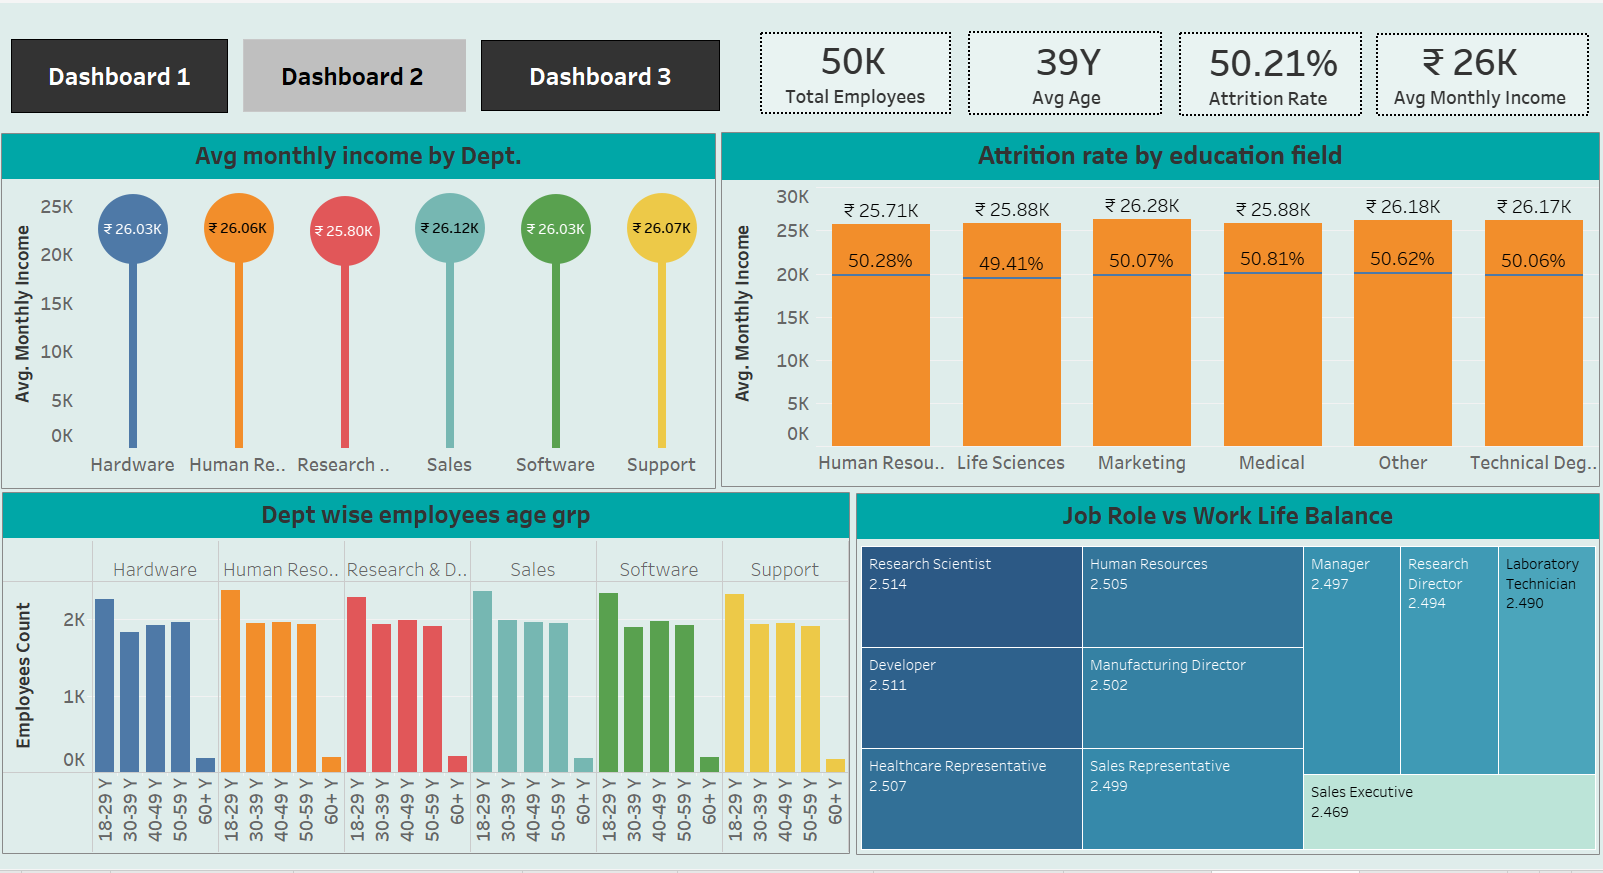 Dashboard 1
Dashboard 2
Dashboard 3
50K
Total Employees
39Y
Avg Age
50.21%
Attrition Rate
₹ 26K
Avg Monthly Income
Avg monthly income by Dept.
Avg. Monthly Income
25K
20K
15K
10K
5K
0K
₹ 26.03K
₹ 26.06K
₹ 25.80K
₹ 26.12K
₹ 26.03K
₹ 26.07K
Hardware
Human Re..
Research ..
Sales
Software
Support
Attrition rate by education field
Avg. Monthly Income
30K
25K
20K
15K
10K
5K
0K
₹ 25.71K
₹ 25.88K
₹ 26.28K
₹ 25.88K
₹ 26.18K
₹ 26.17K
50.28%
49.41%
50.07%
50.81%
50.62%
50.06%
Human Resou..
Life Sciences
Marketing
Medical
Other
Technical Deg..
Dept wise employees age grp
Hardware
Human Reso..
Research & D..
Sales
Software
Support
Employees Count
2K
1K
0K
18-29 Y
30-39 Y
40-49 Y
50-59 Y
60+ Y
18-29 Y
30-39 Y
40-49 Y
50-59 Y
60+ Y
18-29 Y
30-39 Y
40-49 Y
50-59 Y
60+ Y
18-29 Y
30-39 Y
40-49 Y
50-59 Y
60+ Y
18-29 Y
30-39 Y
40-49 Y
50-59 Y
60+ Y
18-29 Y
30-39 Y
40-49 Y
50-59 Y
60+ Y
Job Role vs Work Life Balance
Research Scientist
2.514
Developer
2.511
Healthcare Representative
2.507
Human Resources
2.505
Manufacturing Director
2.502
Sales Representative
2.499
Manager
2.497
Research
Director
2.494
Laboratory
Technician
2.490
Sales Executive
2.469